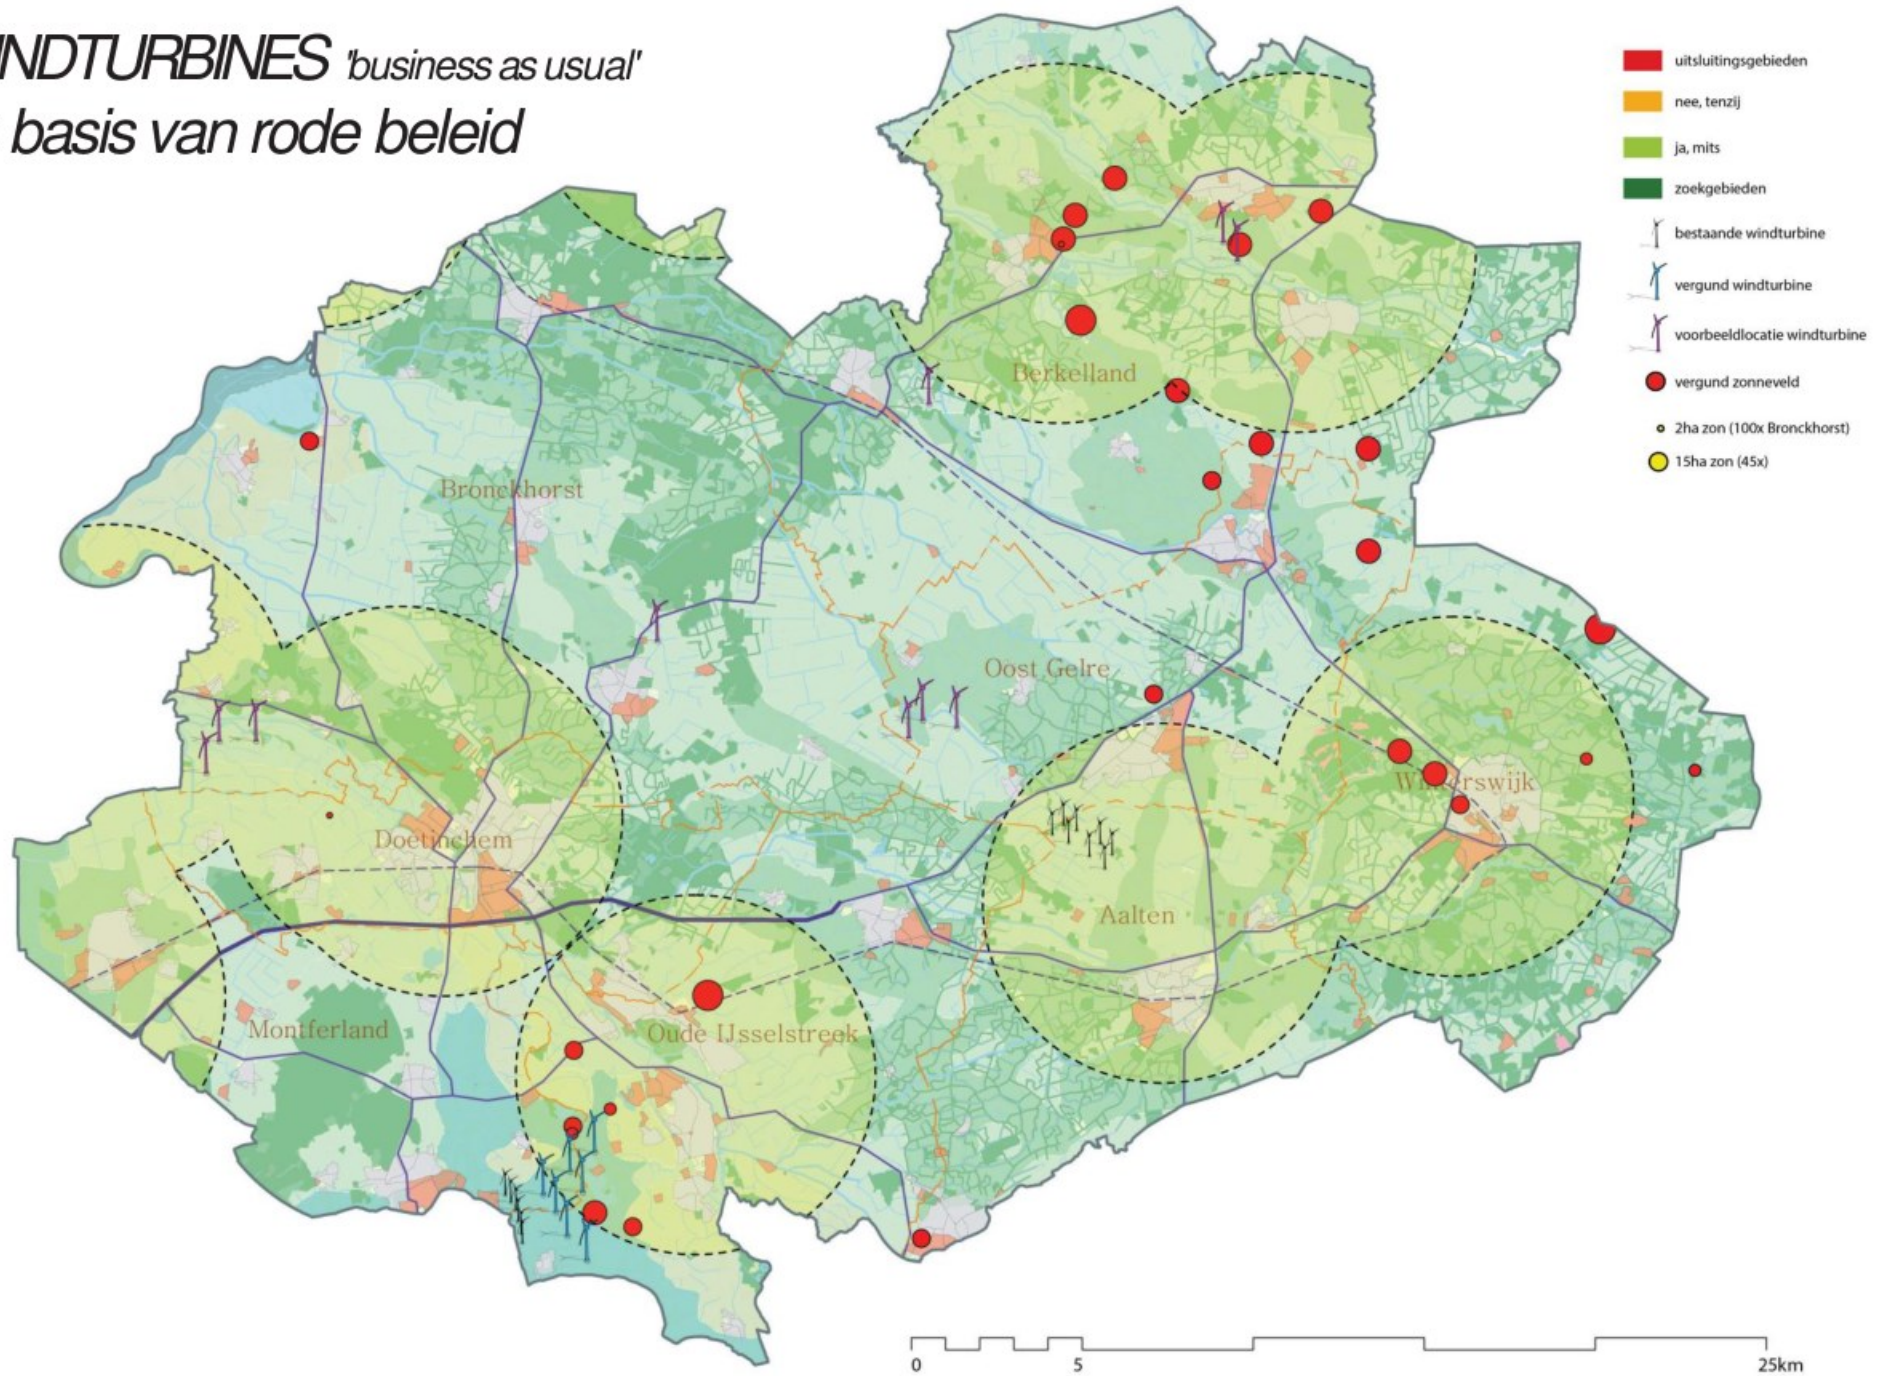 NDTURBINES 'business as usual'
basis van rode beleid
uitsluitingsgebieden
nee, tenzij
ja, mits
zoekgebieden
bestaande windturbine
vergund windturbine
voorbeeldlocatie windturbine
vergund zonneveld
2ha zon (100x Bronckhorst)
15ha zon (45x)
Berkelland
Bronckhorst
Oost Gelre
Winterswijk
Doetinchem
Aalten
Montferland
Oude IJsselstreek
0 5 25km